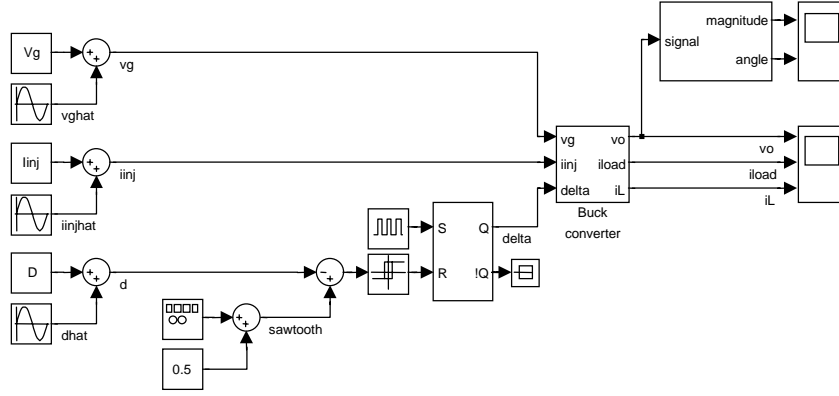 magnitude
signal
angle
Vg
vg
vghat
vg
vo
vo
Iinj
iinj
iinj
iload
iload
delta
iL
iL
iinjhat
Buck
converter
S
Q
delta
D
d
R
!Q
dhat
sawtooth
0.5